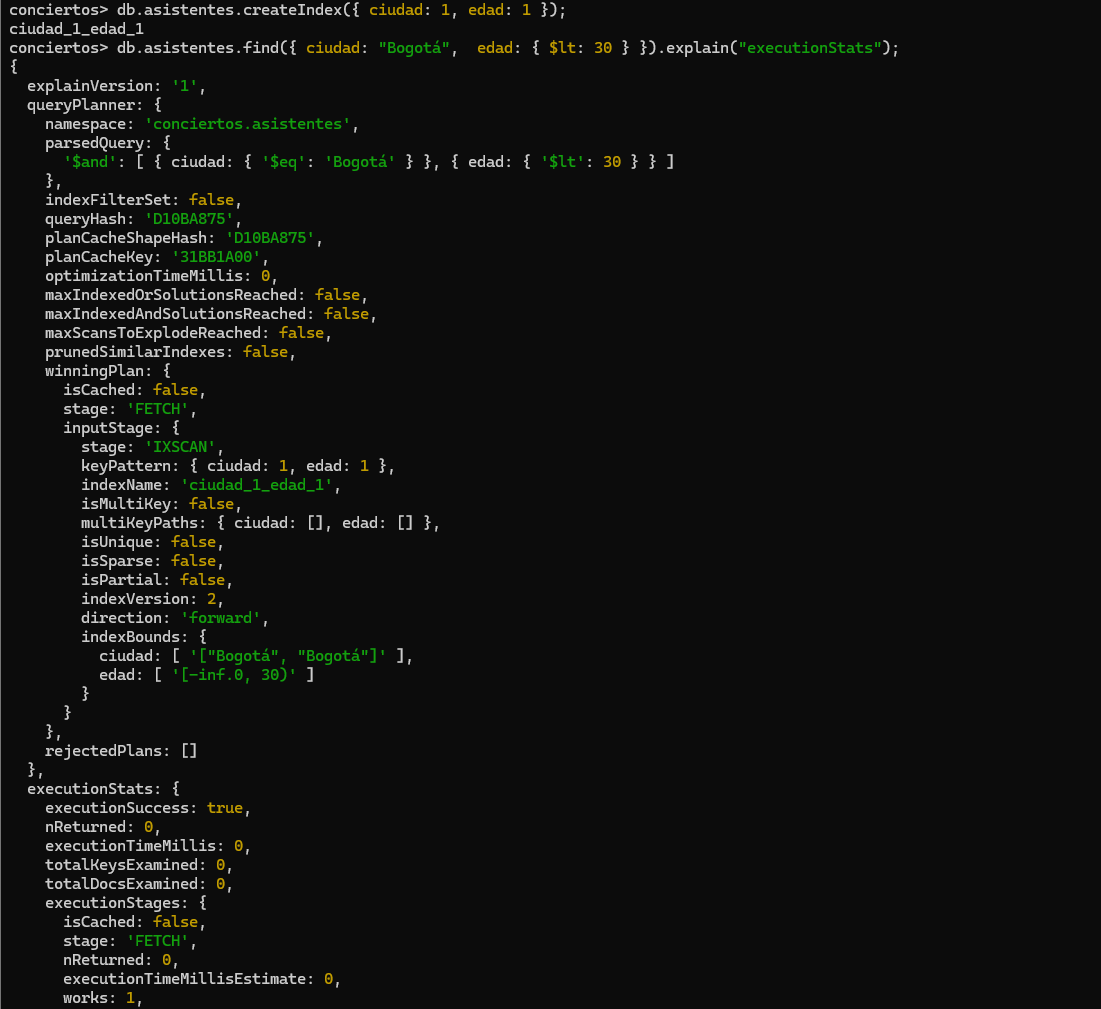 conciertos> db.asistentes.createIndex({ ciudad: 1, edad: 1 });
ciudad_1_edad_1
conciertos> db.asistentes.find({ ciudad: "Bogotá",  edad: { $lt: 30 } }).explain("executionStats");
{
  explainVersion: '1',
  queryPlanner: {
    namespace: 'conciertos.asistentes',
    parsedQuery: {
      '$and': [ { ciudad: { '$eq': 'Bogotá' } }, { edad: { '$lt': 30 } } ]
    },
    indexFilterSet: false,
    queryHash: 'D10BA875',
    planCacheShapeHash: 'D10BA875',
    planCacheKey: '31BB1A00',
    optimizationTimeMillis: 0,
    maxIndexedOrSolutionsReached: false,
    maxIndexedAndSolutionsReached: false,
    maxScansToExplodeReached: false,
    prunedSimilarIndexes: false,
    winningPlan: {
      isCached: false,
      stage: 'FETCH',
      inputStage: {
        stage: 'IXSCAN',
        keyPattern: { ciudad: 1, edad: 1 },
        indexName: 'ciudad_1_edad_1',
        isMultiKey: false,
        multiKeyPaths: { ciudad: [], edad: [] },
        isUnique: false,
        isSparse: false,
        isPartial: false,
        indexVersion: 2,
        direction: 'forward',
        indexBounds: {
          ciudad: [ '["Bogotá", "Bogotá"]' ],
          edad: [ '[-inf.0, 30)' ]
        }
      }
    },
    rejectedPlans: []
  },
  executionStats: {
    executionSuccess: true,
    nReturned: 0,
    executionTimeMillis: 0,
    totalKeysExamined: 0,
    totalDocsExamined: 0,
    executionStages: {
      isCached: false,
      stage: 'FETCH',
      nReturned: 0,
      executionTimeMillisEstimate: 0,
      works: 1,